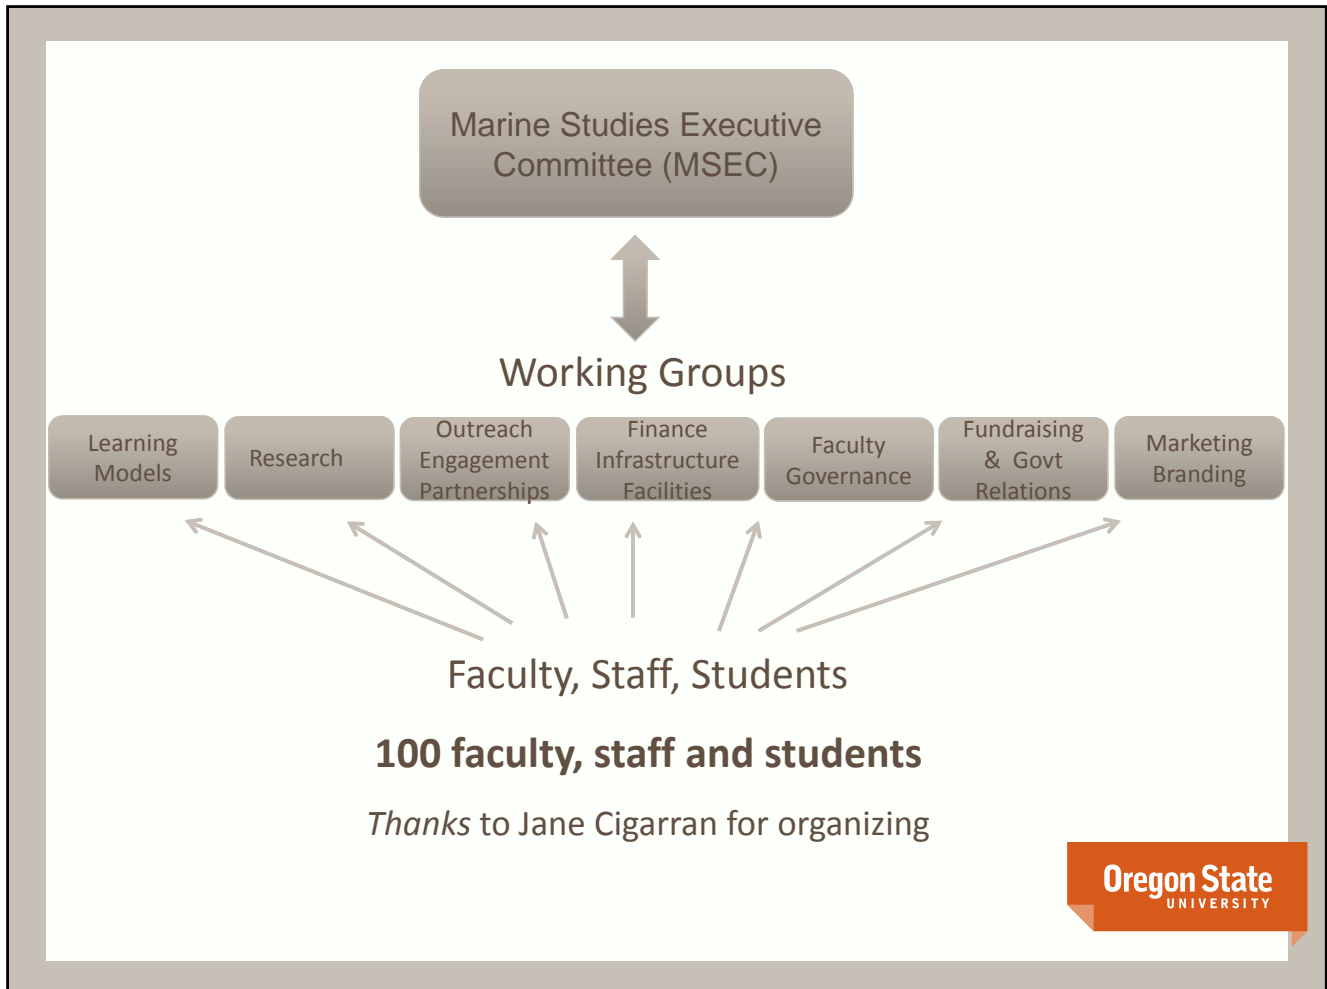 Marine Studies Executive
Committee (MSEC)
Working Groups
Learning
Models
Research
Outreach
Engagement
Partnerships
Finance
Infrastructure
Facilities
Faculty
Governance
Fundraising
& Govt
Relations
Marketing
Branding
Faculty, Staff, Students
100 faculty, staff and students
Thanks to Jane Cigarran for organizing
Oregon State
UNIVERSITY